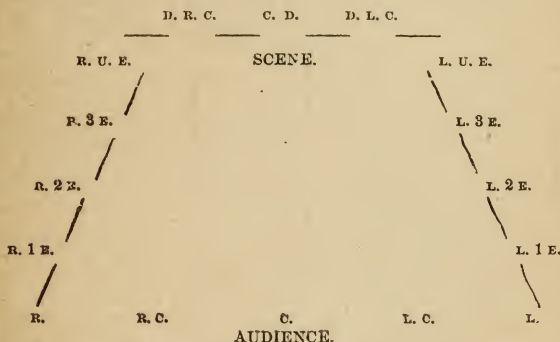 D. R. C. C. D. D. L. C.
R. U. E. SCENE. L. U. E.
R. 3 E. L. 3 E.
R. 2 E. L. 2 E.
R. 1 E. L. 1 E.
R. R. C. C. L. C. L.
AUDIENCE.